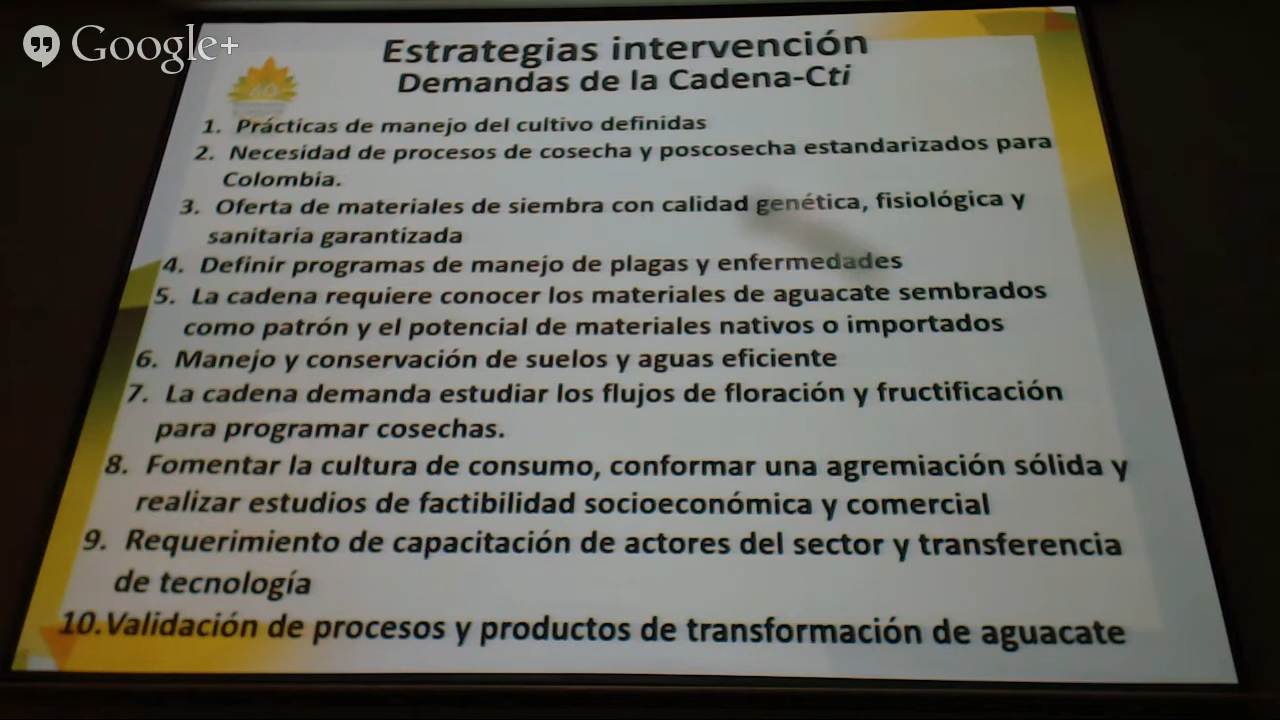 Google+
Estrategias intervención
Demandas de la Cadena-Cti
60
1. Prácticas de manejo del cultivo definidas
2. Necesidad de procesos de cosecha y poscosecha estandarizados para
Colombia.
3. Oferta de materiales de siembra con calidad genética, fisiológica y
sanitaria garantizada
4. Definir programas de manejo de plagas y enfermedades
5. La cadena requiere conocer los materiales de aguacate sembrados
como patrón y el potencial de materiales nativos o importados
6. Manejo y conservación de suelos y aguas eficiente
7. La cadena demanda estudiar los flujos de floración y fructificación
para programar cosechas.
8. Fomentar la cultura de consumo, conformar una agremiación sólida y
realizar estudios de factibilidad socioeconómica y comercial
9. Requerimiento de capacitación de actores del sector y transferencia
de tecnología
10.Validación de procesos y productos de transformación de aguacate